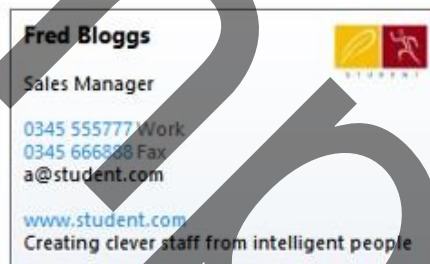 Fred Bloggs
STUDENT
Sales Manager
0345 555777 Work
0345 666888 Fax
a@student.com
www.student.com
Creating clever staff from intelligent people